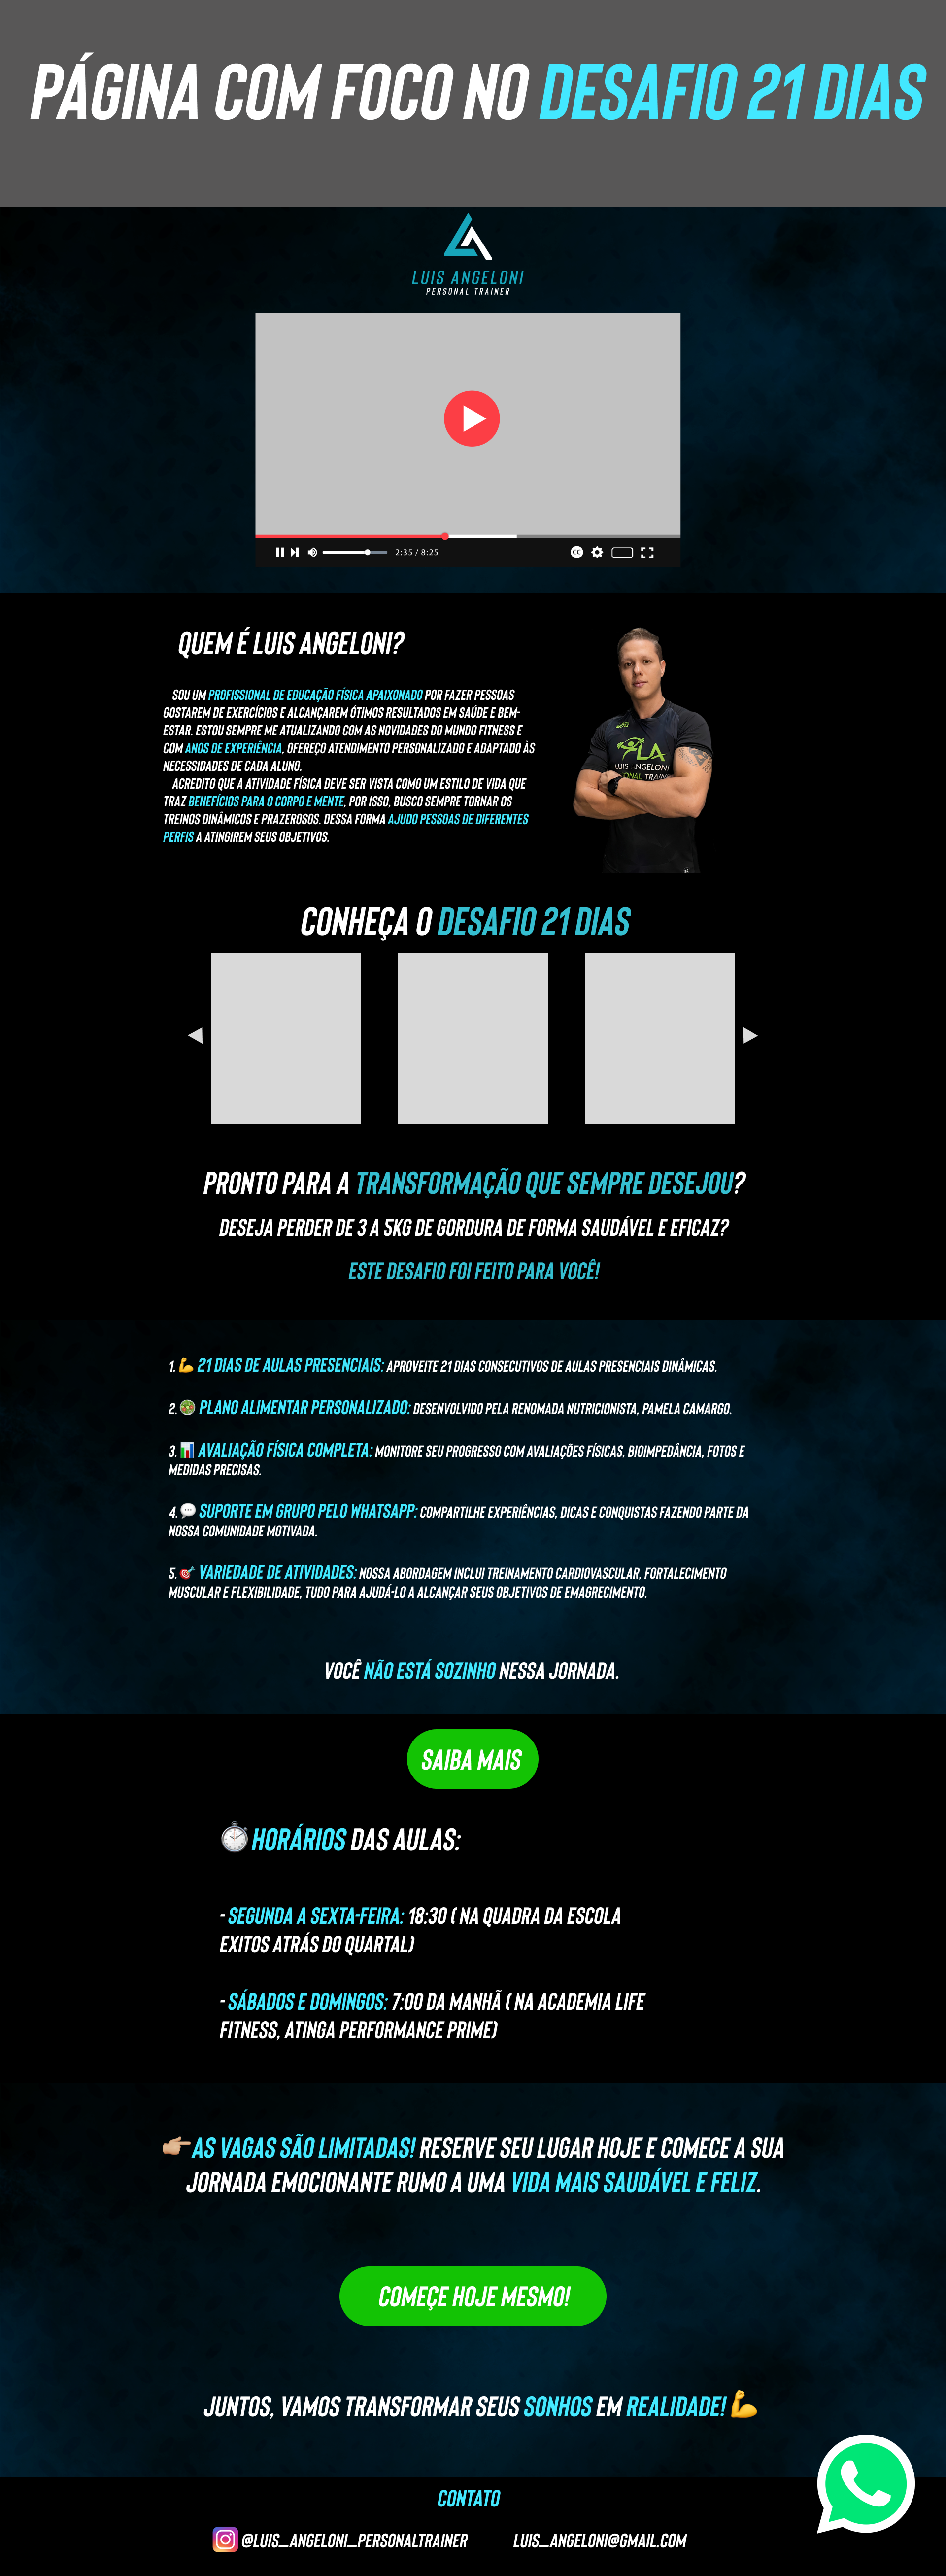 PÁGINA COM FOCO NO DESAFIO 21 DIAS
LUIS ANGELONI
PERSONAL TRAINER
2:35 / 8:25
CC
QUEM É LUIS ANGELONI?
SOU UM PROFISSIONAL DE EDUCAÇÃO FÍSICA APAIXONADO POR FAZER PESSOAS
GOSTAREM DE EXERCÍCIOS E ALCANÇAREM ÓTIMOS RESULTADOS EM SAÚDE E BEM-
ESTAR. ESTOU SEMPRE ME ATUALIZANDO COM AS NOVIDADES DO MUNDO FITNESS E
COM ANOS DE EXPERIÊNCIA, OFEREÇO ATENDIMENTO PERSONALIZADO E ADAPTADO ÀS
NECESSIDADES DE CADA ALUNO.
ACREDITO QUE A ATIVIDADE FÍSICA DEVE SER VISTA COMO UM ESTILO DE VIDA QUE
TRAZ BENEFÍCIOS PARA O CORPO E MENTE, POR ISSO, BUSCO SEMPRE TORNAR OS
TREINOS DINÂMICOS E PRAZEROSOS. DESSA FORMA AJUDO PESSOAS DE DIFERENTES
PERFIS A ATINGIREM SEUS OBJETIVOS.
LA
LUIS ANGELONI
ONAL TRAIN
CONHEÇA O DESAFIO 21 DIAS
PRONTO PARA A TRANSFORMAÇÃO QUE SEMPRE DESEJOU?
DESEJA PERDER DE 3 A 5KG DE GORDURA DE FORMA SAUDÁVEL E EFICAZ?
ESTE DESAFIO FOI FEITO PARA VOCÊ!
1. 💪 21 DIAS DE AULAS PRESENCIAIS: APROVEITE 21 DIAS CONSECUTIVOS DE AULAS PRESENCIAIS DINÂMICAS.
2. 🥗 PLANO ALIMENTAR PERSONALIZADO: DESENVOLVIDO PELA RENOMADA NUTRICIONISTA, PAMELA CAMARGO.
3. 📊 AVALIAÇÃO FÍSICA COMPLETA: MONITORE SEU PROGRESSO COM AVALIAÇÕES FÍSICAS, BIOIMPEDÂNCIA, FOTOS E
MEDIDAS PRECISAS.
4. 💬 SUPORTE EM GRUPO PELO WHATSAPP: COMPARTILHE EXPERIÊNCIAS, DICAS E CONQUISTAS FAZENDO PARTE DA
NOSSA COMUNIDADE MOTIVADA.
5. 🎯 VARIEDADE DE ATIVIDADES: NOSSA ABORDAGEM INCLUI TREINAMENTO CARDIOVASCULAR, FORTALECIMENTO
MUSCULAR E FLEXIBILIDADE, TUDO PARA AJUDÁ-LO A ALCANÇAR SEUS OBJETIVOS DE EMAGRECIMENTO.
VOCÊ NÃO ESTÁ SOZINHO NESSA JORNADA.
SAIBA MAIS
⏱️ HORÁRIOS DAS AULAS:
- SEGUNDA A SEXTA-FEIRA: 18:30 ( NA QUADRA DA ESCOLA
EXITOS ATRÁS DO QUARTAL)
- SÁBADOS E DOMINGOS: 7:00 DA MANHÃ ( NA ACADEMIA LIFE
FITNESS, ATINGA PERFORMANCE PRIME)
👉🏼 AS VAGAS SÃO LIMITADAS! RESERVE SEU LUGAR HOJE E COMECE A SUA
JORNADA EMOCIONANTE RUMO A UMA VIDA MAIS SAUDÁVEL E FELIZ.
COMEÇE HOJE MESMO!
JUNTOS, VAMOS TRANSFORMAR SEUS SONHOS EM REALIDADE! 💪
CONTATO
@LUIS_ANGELONI_PERSONALTRAINER
LUIS_ANGELONI@GMAIL.COM